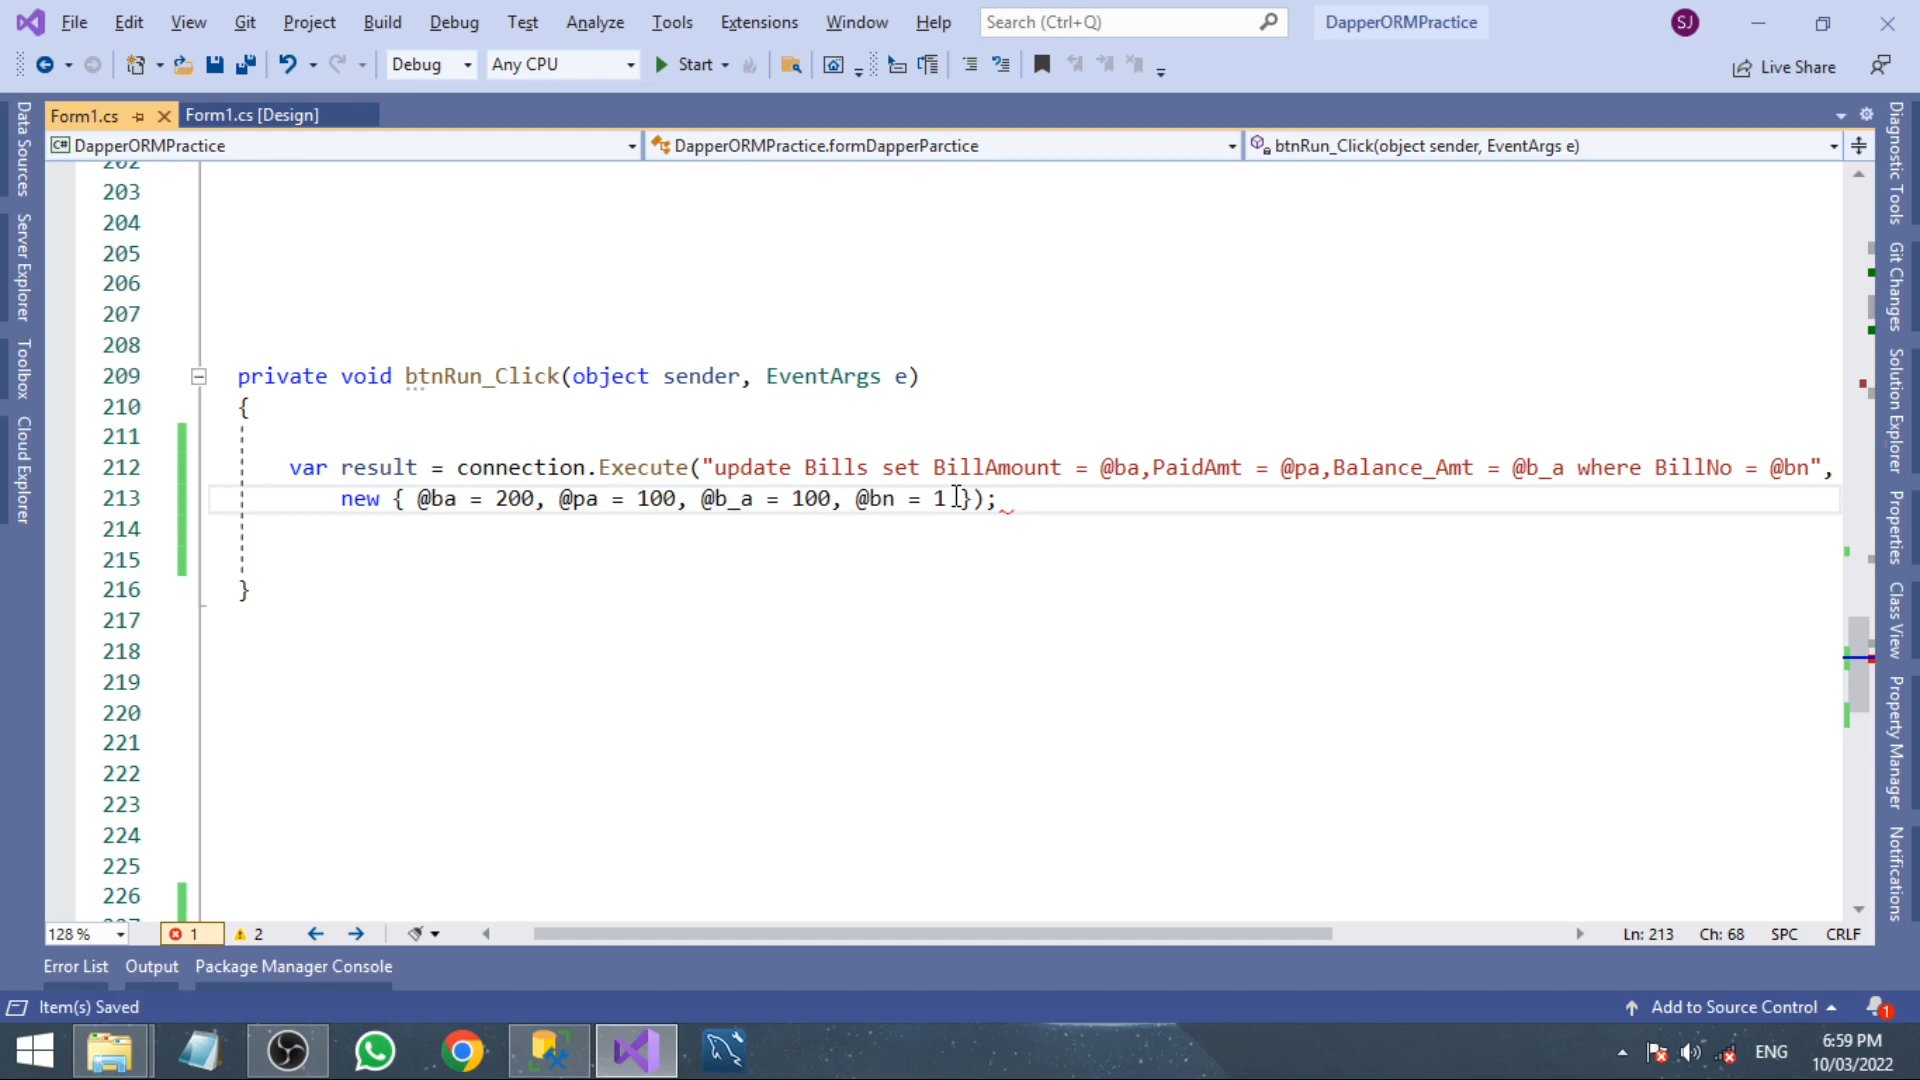 File Edit View Git Project Build Debug Test Analyze Tools Extensions Window Help Search (Ctrl+Q) DapperORMPractice SJ
Debug Any CPU Start Live Share
Form1.cs Form1.cs [Design]
C# DapperORMPractice DapperORMPractice.formDapperParctice btnRun_Click(object sender, EventArgs e)
202
203
204
205
206
207
208
209 private void btnRun_Click(object sender, EventArgs e)
210 {
211
212 var result = connection.Execute("update Bills set BillAmount = @ba,PaidAmt = @pa,Balance_Amt = @b_a where BillNo = @bn",
213 new { @ba = 200, @pa = 100, @b_a = 100, @bn = 1 });
214
215
216 }
217
218
219
220
221
222
223
224
225
226
227
Data Sources
Server Explorer
Toolbox
Cloud Explorer
Diagnostic Tools
Git Changes
Solution Explorer
Properties
Class View
Property Manager
Notifications
128 % 1 2 Ln: 213 Ch: 68 SPC CRLF
Error List Output Package Manager Console
Item(s) Saved Add to Source Control 1
ENG
6:59 PM
10/03/2022